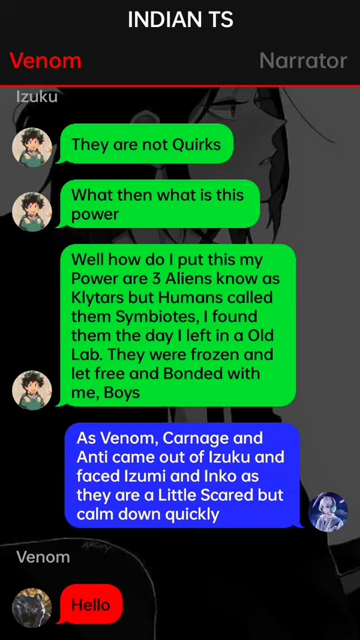 INDIAN TS
Venom
Narrator
Izuku
They are not Quirks
What then what is this
power
Well how do I put this my
Power are 3 Aliens know as
Klytars but Humans called
them Symbiotes, I found
them the day I left in a Old
Lab. They were frozen and
let free and Bonded with
me, Boys
As Venom, Carnage and
Anti came out of Izuku and
faced Izumi and Inko as
they are a Little Scared but
calm down quickly
Venom
Hello